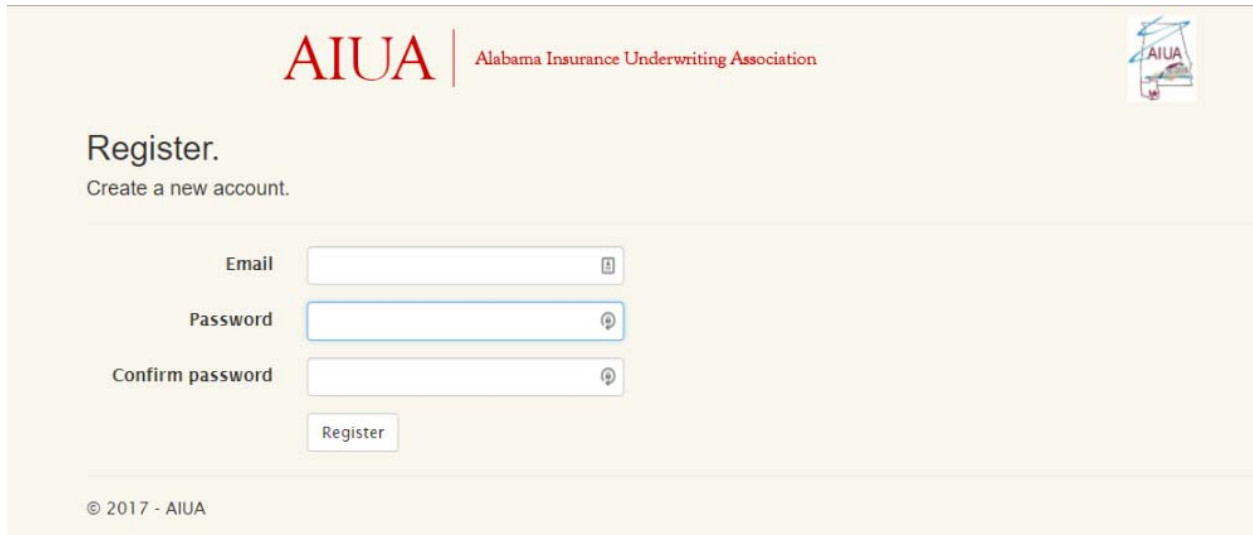 AIUA
Alabama Insurance Underwriting Association
AIUA
Register.
Create a new account.
Email
Password
Confirm password
Register
© 2017 - AIUA